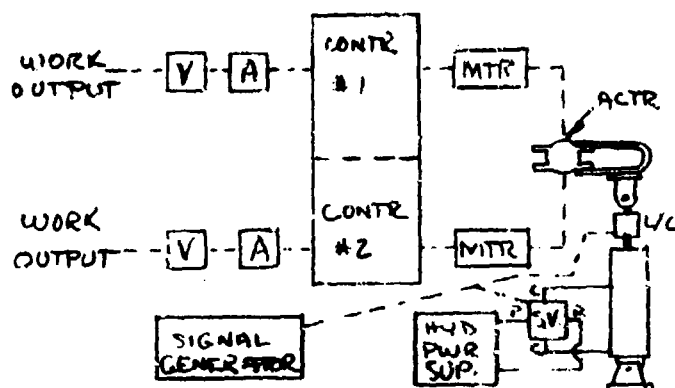 WORK
OUTPUT
V
A
CONTR
#1
MTR
ACTR
WORK
OUTPUT
V
A
CONTR
#2
MTR
L/C
SIGNAL
GENERATOR
HYD
PWR
SUP.
P
C
S.V.
R
C